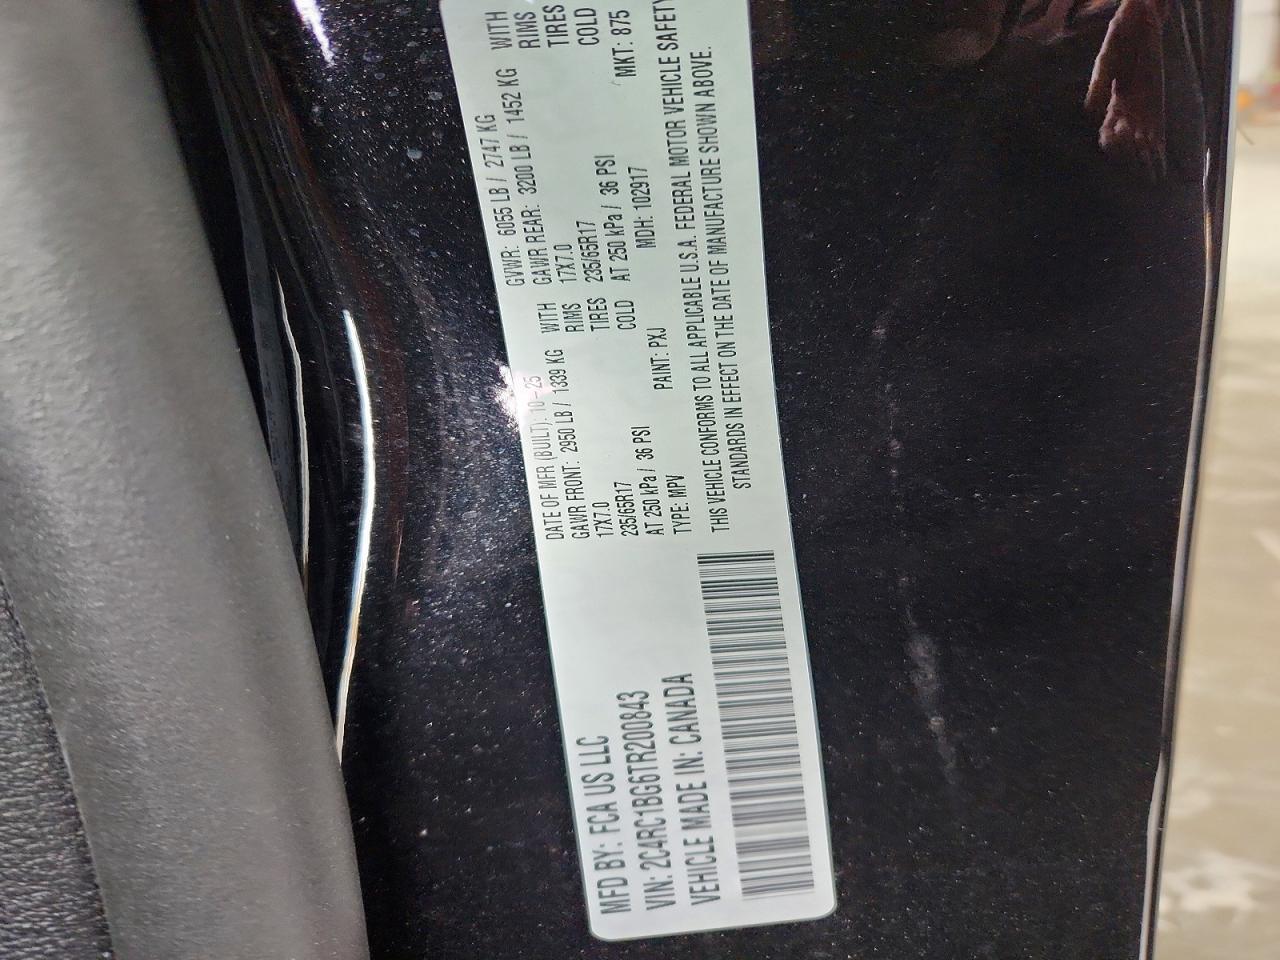 MFD BY: FCA US LLC
VIN: 2C4RC1BG6TR200843
VEHICLE MADE IN: CANADA
DATE OF MFR (BUILT): 10-25 GVWR: 6055 LB / 2747 KG
GAWR FRONT: 2950 LB / 1339 KG WITH GAWR REAR: 3200 LB / 1452 KG WITH
17X7.0 RIMS 17X7.0 RIMS
235/65R17 TIRES 235/65R17 TIRES
AT 250 kPa / 36 PSI COLD AT 250 kPa / 36 PSI COLD
TYPE: MPV PAINT: PXJ MDH: 102917 MKT: 875
THIS VEHICLE CONFORMS TO ALL APPLICABLE U.S.A. FEDERAL MOTOR VEHICLE SAFETY
STANDARDS IN EFFECT ON THE DATE OF MANUFACTURE SHOWN ABOVE.